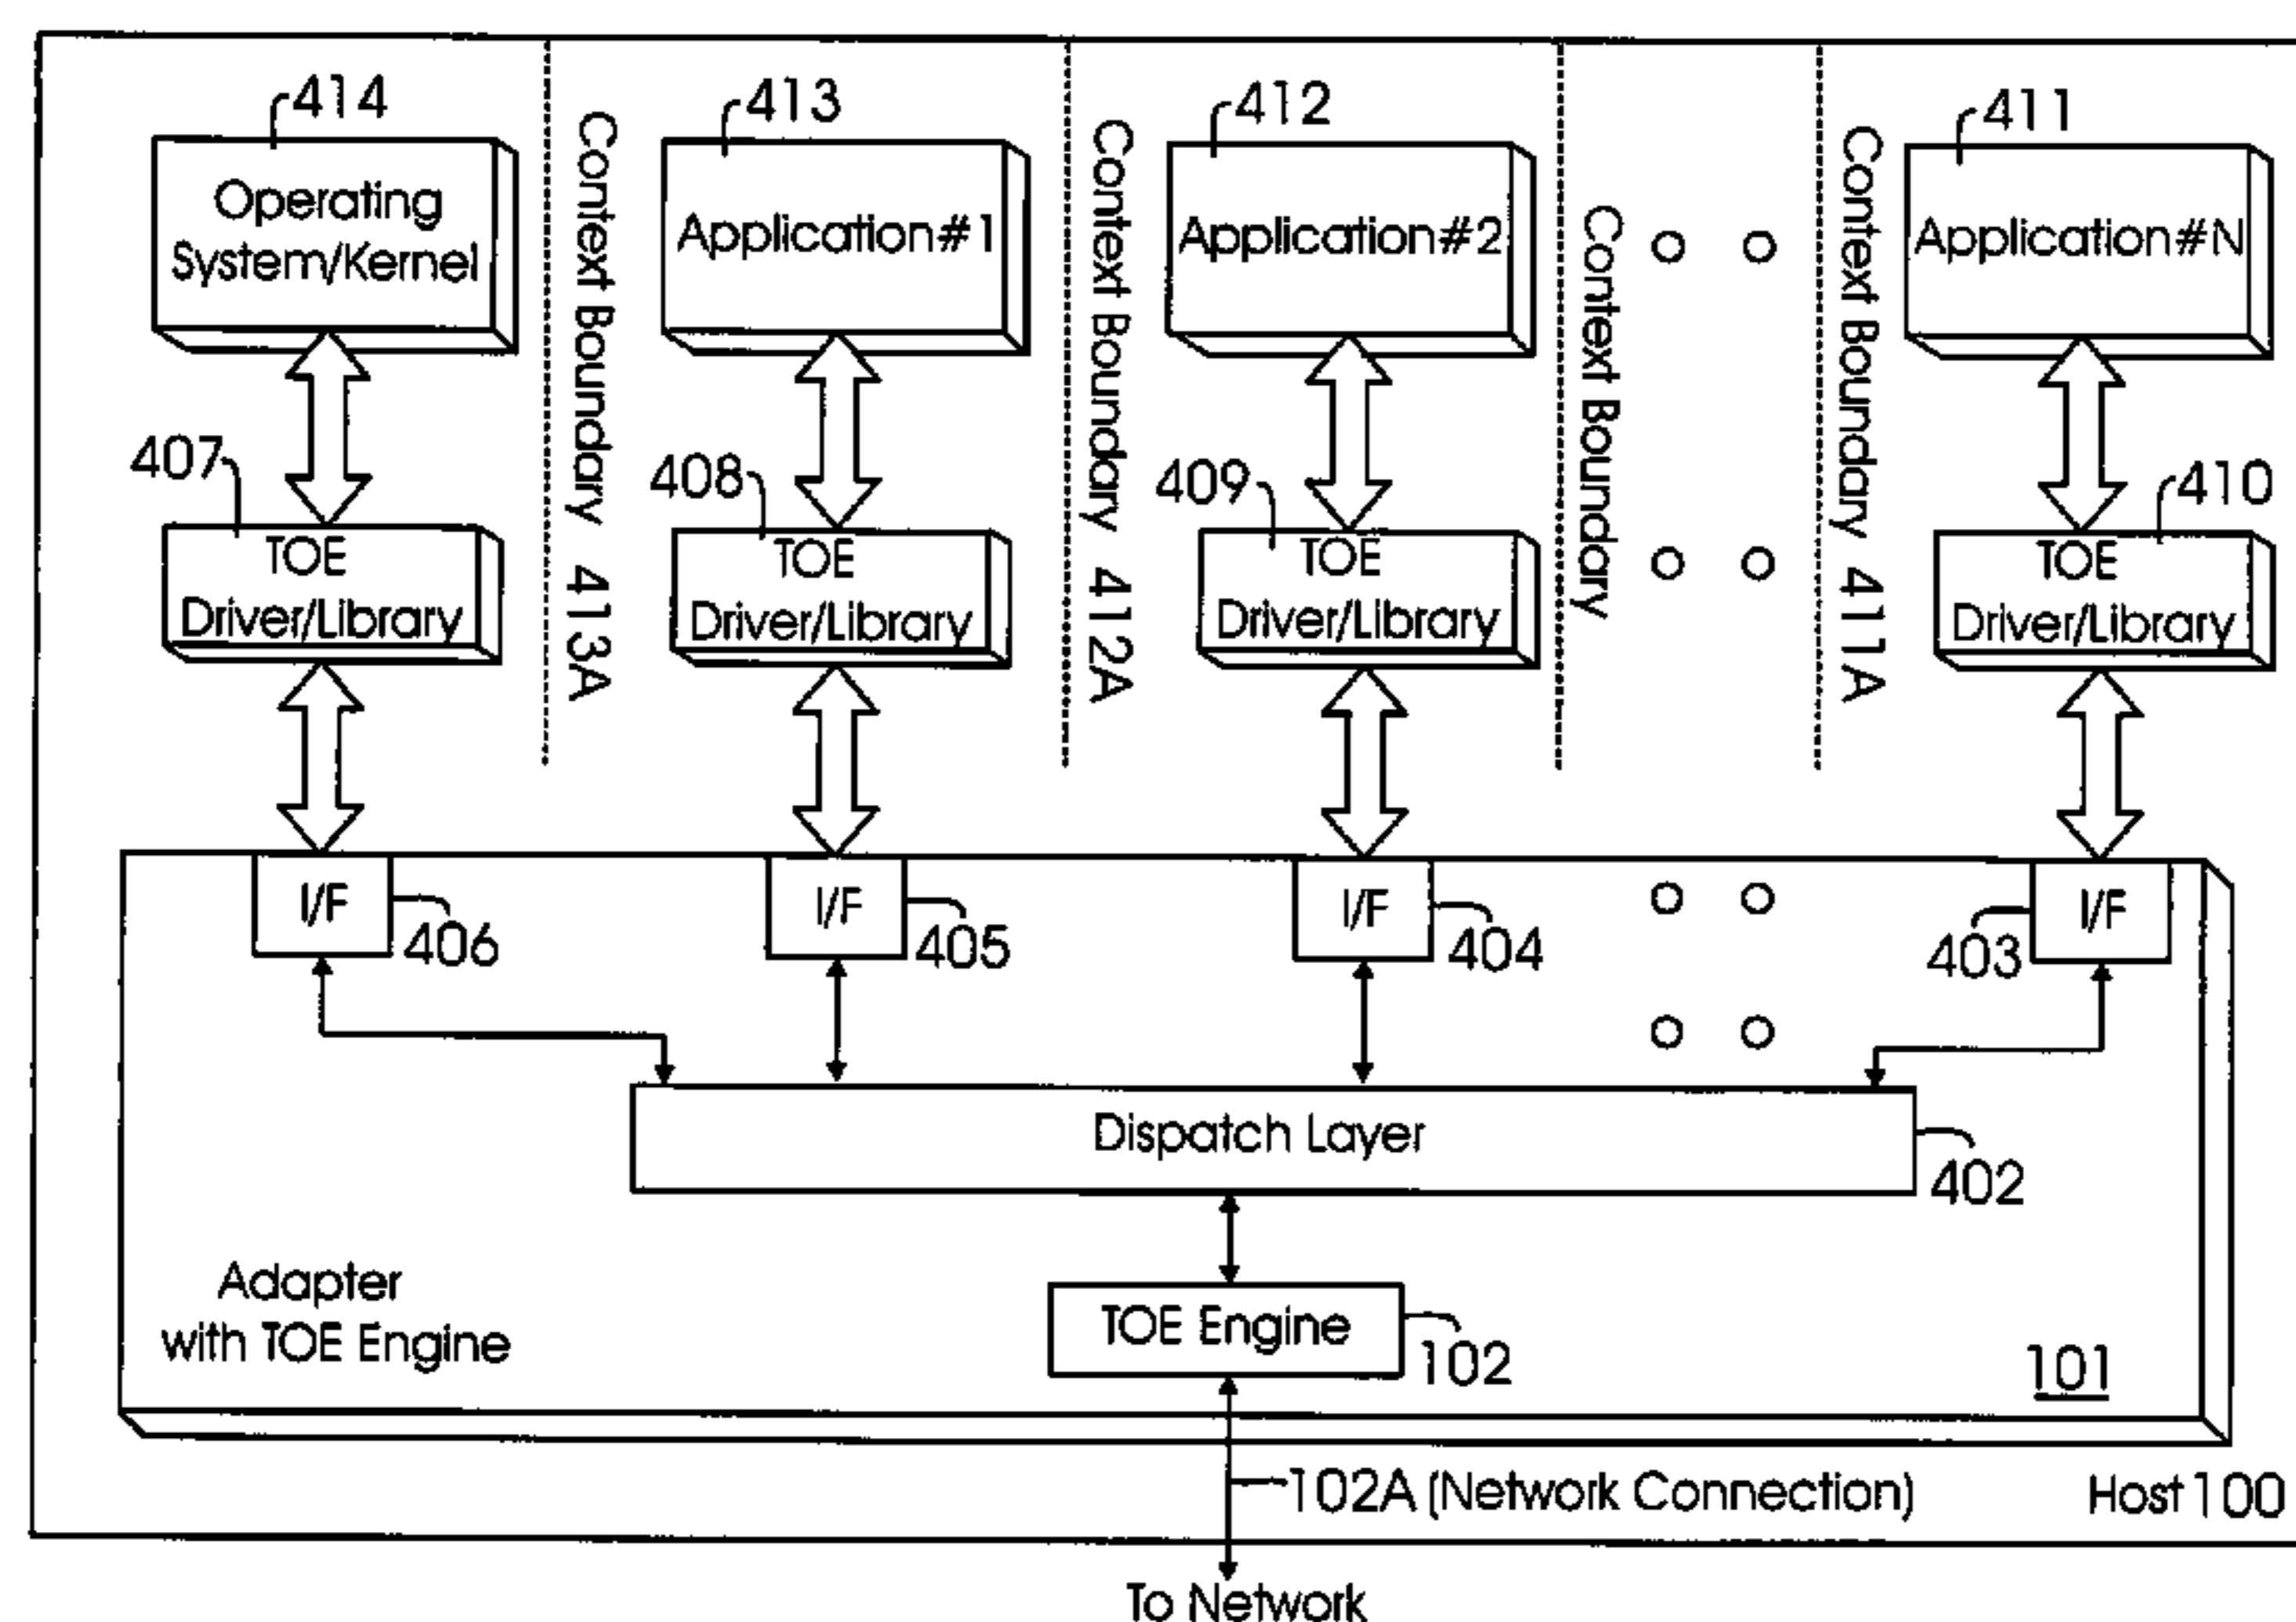 414
413
412
411
Operating
System/Kernel
Application#1
Application#2
Application#N
Context Boundary 413A
Context Boundary 412A
Context Boundary
Context Boundary 411A
407
408
409
410
TOE
Driver/Library
TOE
Driver/Library
TOE
Driver/Library
TOE
Driver/Library
I/F
I/F
I/F
I/F
406
405
404
403
Dispatch Layer
402
Adapter
with TOE Engine
TOE Engine
102
101
102A (Network Connection)
Host 100
To Network